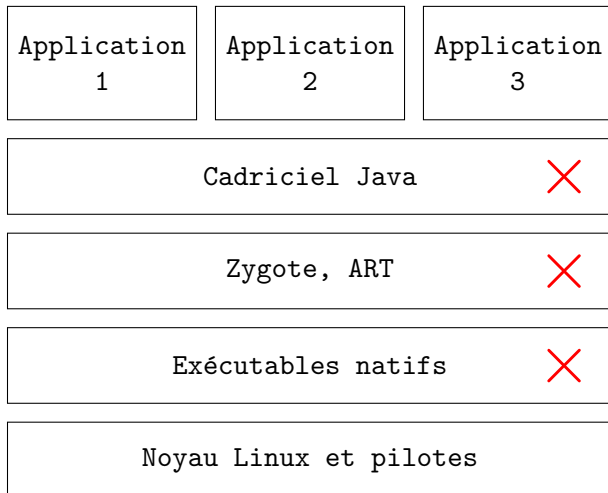 Application Application Application
1 2 3
Cadriciel Java
Zygote, ART
Exécutables natifs
Noyau Linux et pilotes